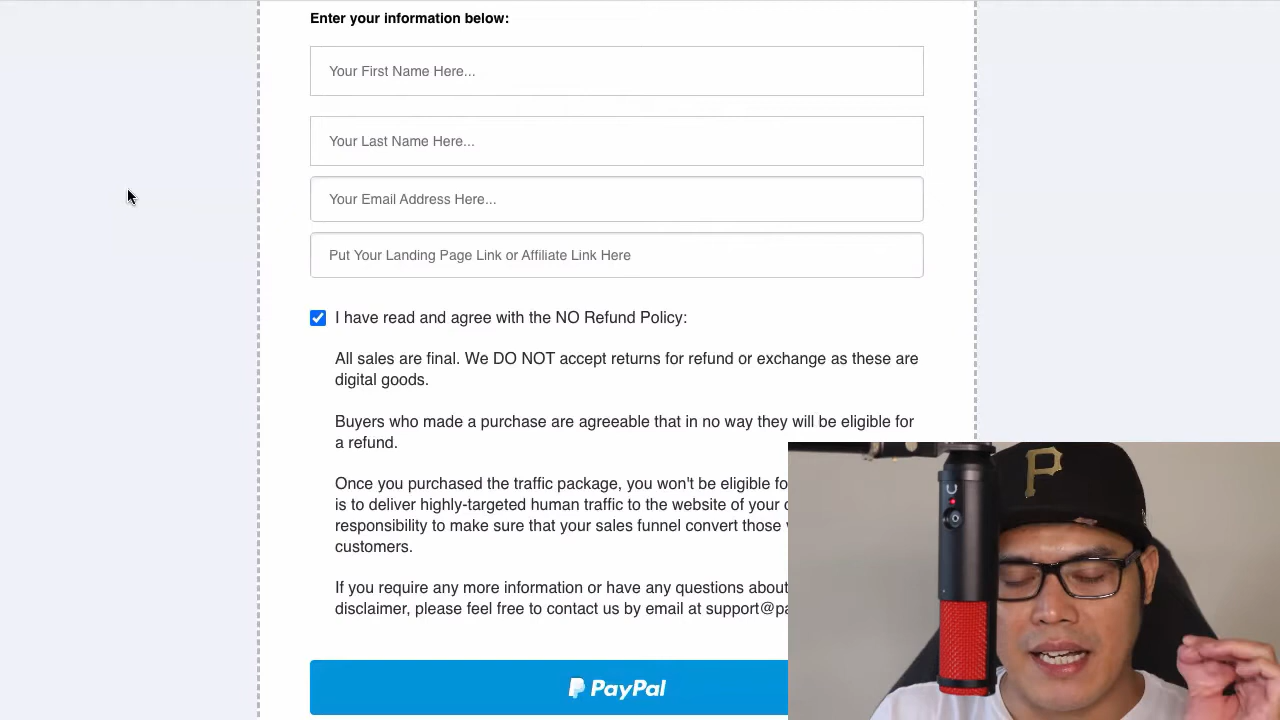 Enter your information below:
Your First Name Here...
Your Last Name Here...
Your Email Address Here...
Put Your Landing Page Link or Affiliate Link Here
I have read and agree with the NO Refund Policy:
All sales are final. We DO NOT accept returns for refund or exchange as these are
digital goods.
Buyers who made a purchase are agreeable that in no way they will be eligible for
a refund.
Once you purchased the traffic package, you won't be eligible
is to deliver highly-targeted human traffic to the website of your
responsibility to make sure that your sales funnel convert those
customers.
If you require any more information or have any questions about
disclaimer, please feel free to contact us by email at
PayPal
P